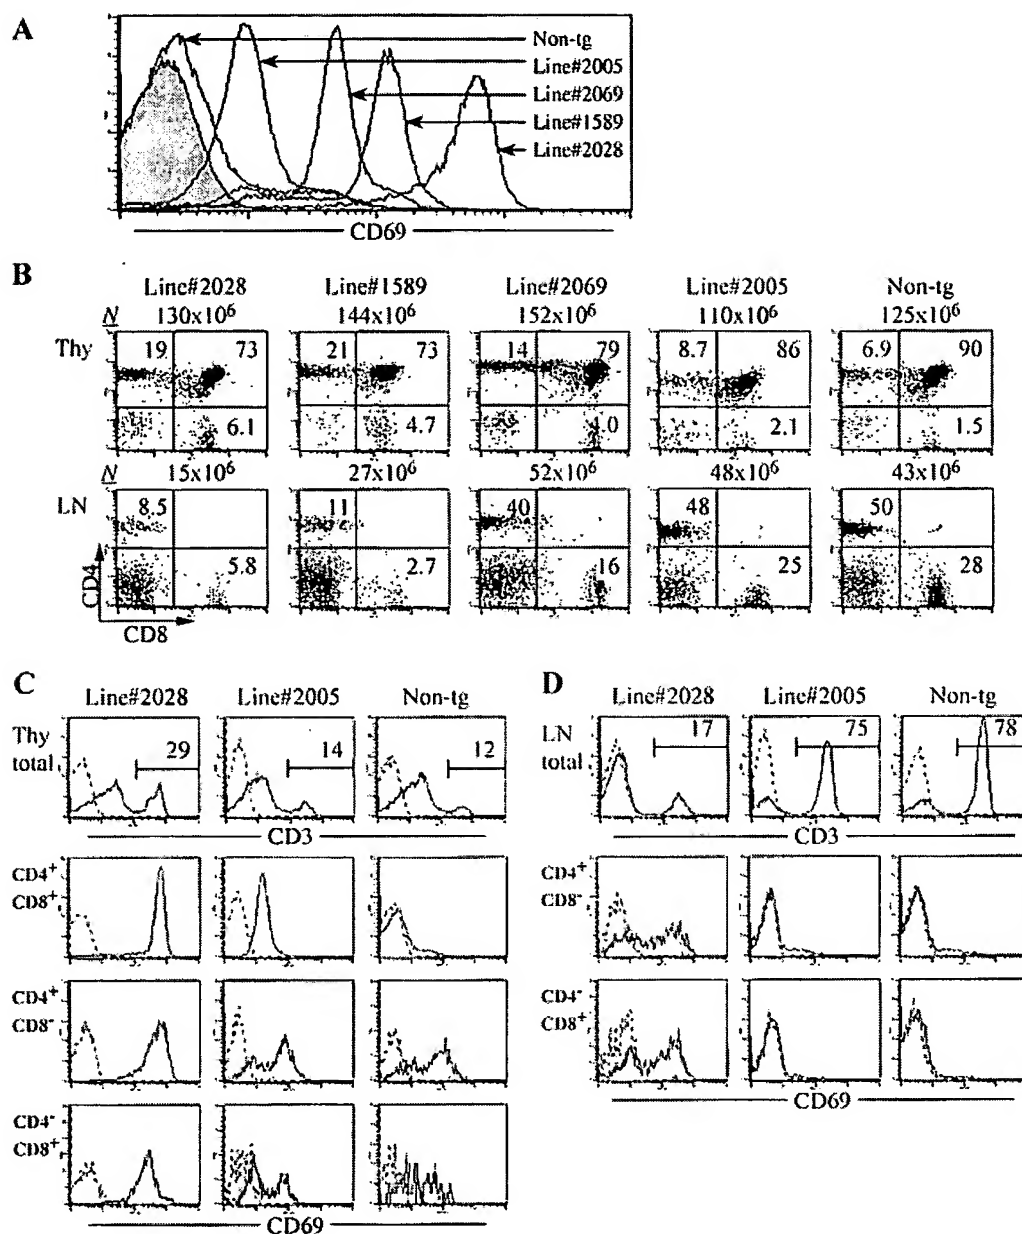 A
Non-tg
Line#2005
Line#2069
Line#1589
Line#2028
CD69
B
Line#2028 Line#1589 Line#2069 Line#2005 Non-tg
N 130x10⁶ 144x10⁶ 152x10⁶ 110x10⁶ 125x10⁶
Thy 19 73 21 73 14 79 8.7 86 6.9 90
6.1 4.7 4.0 2.1 1.5
N 15x10⁶ 27x10⁶ 52x10⁶ 48x10⁶ 43x10⁶
LN 8.5 11 40 48 50
5.8 2.7 16 25 28
CD4
CD8
C
Line#2028 Line#2005 Non-tg
Thy total 29 14 12
CD3
CD4⁺ CD8⁺
CD4⁺ CD8⁻
CD4⁻ CD8⁺
CD69
D
Line#2028 Line#2005 Non-tg
LN total 17 75 78
CD3
CD4⁺ CD8⁻
CD4⁻ CD8⁺
CD69